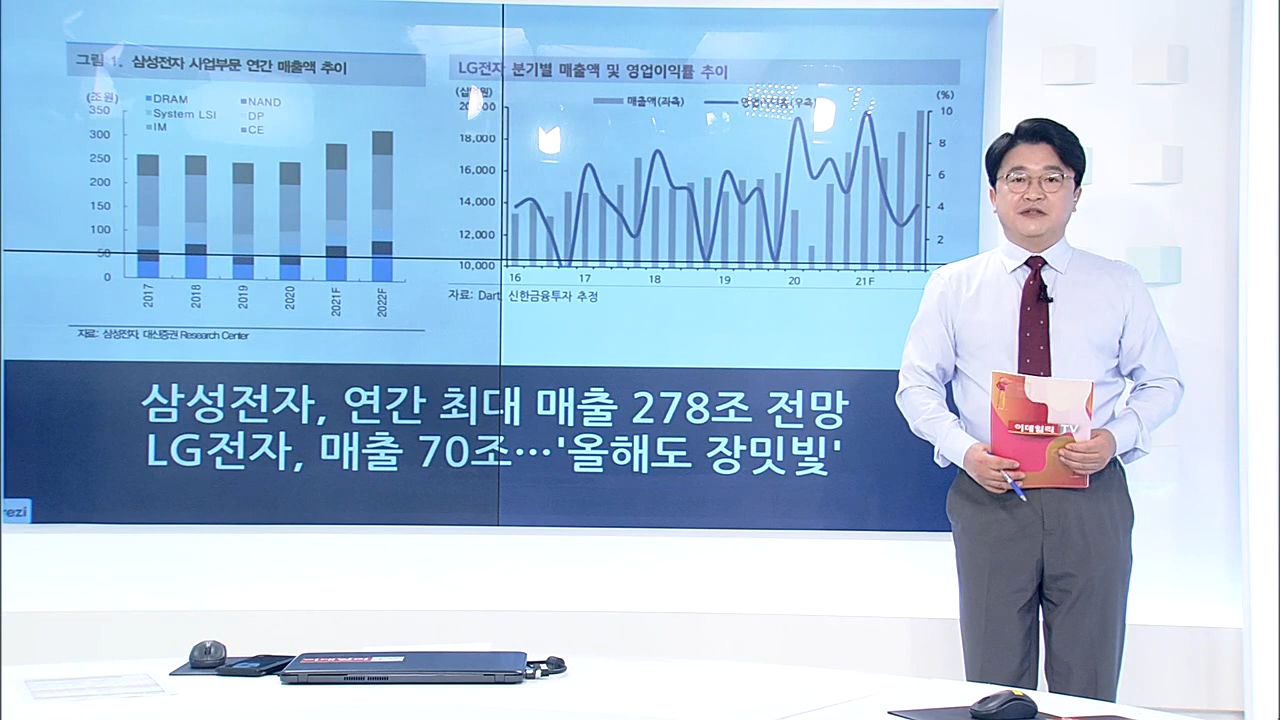 그림 1. 삼성전자 사업부문 연간 매출액 추이
(조원)
DRAM
NAND
System LSI
DP
IM
CE
350
300
250
200
150
100
50
0
2017
2018
2019
2020
2021F
2022F
자료: 삼성전자, 대신증권 Research Center
LG전자 분기별 매출액 및 영업이익률 추이
(%)
매출액(좌측)
20,000
18,000
16,000
14,000
12,000
10,000
10
8
6
4
2
16
17
18
19
20
21F
자료: Dart, 신한금융투자 추정
삼성전자, 연간 최대 매출 278조 전망
LG전자, 매출 70조…'올해도 장밋빛'
이데일리 TV
rezi